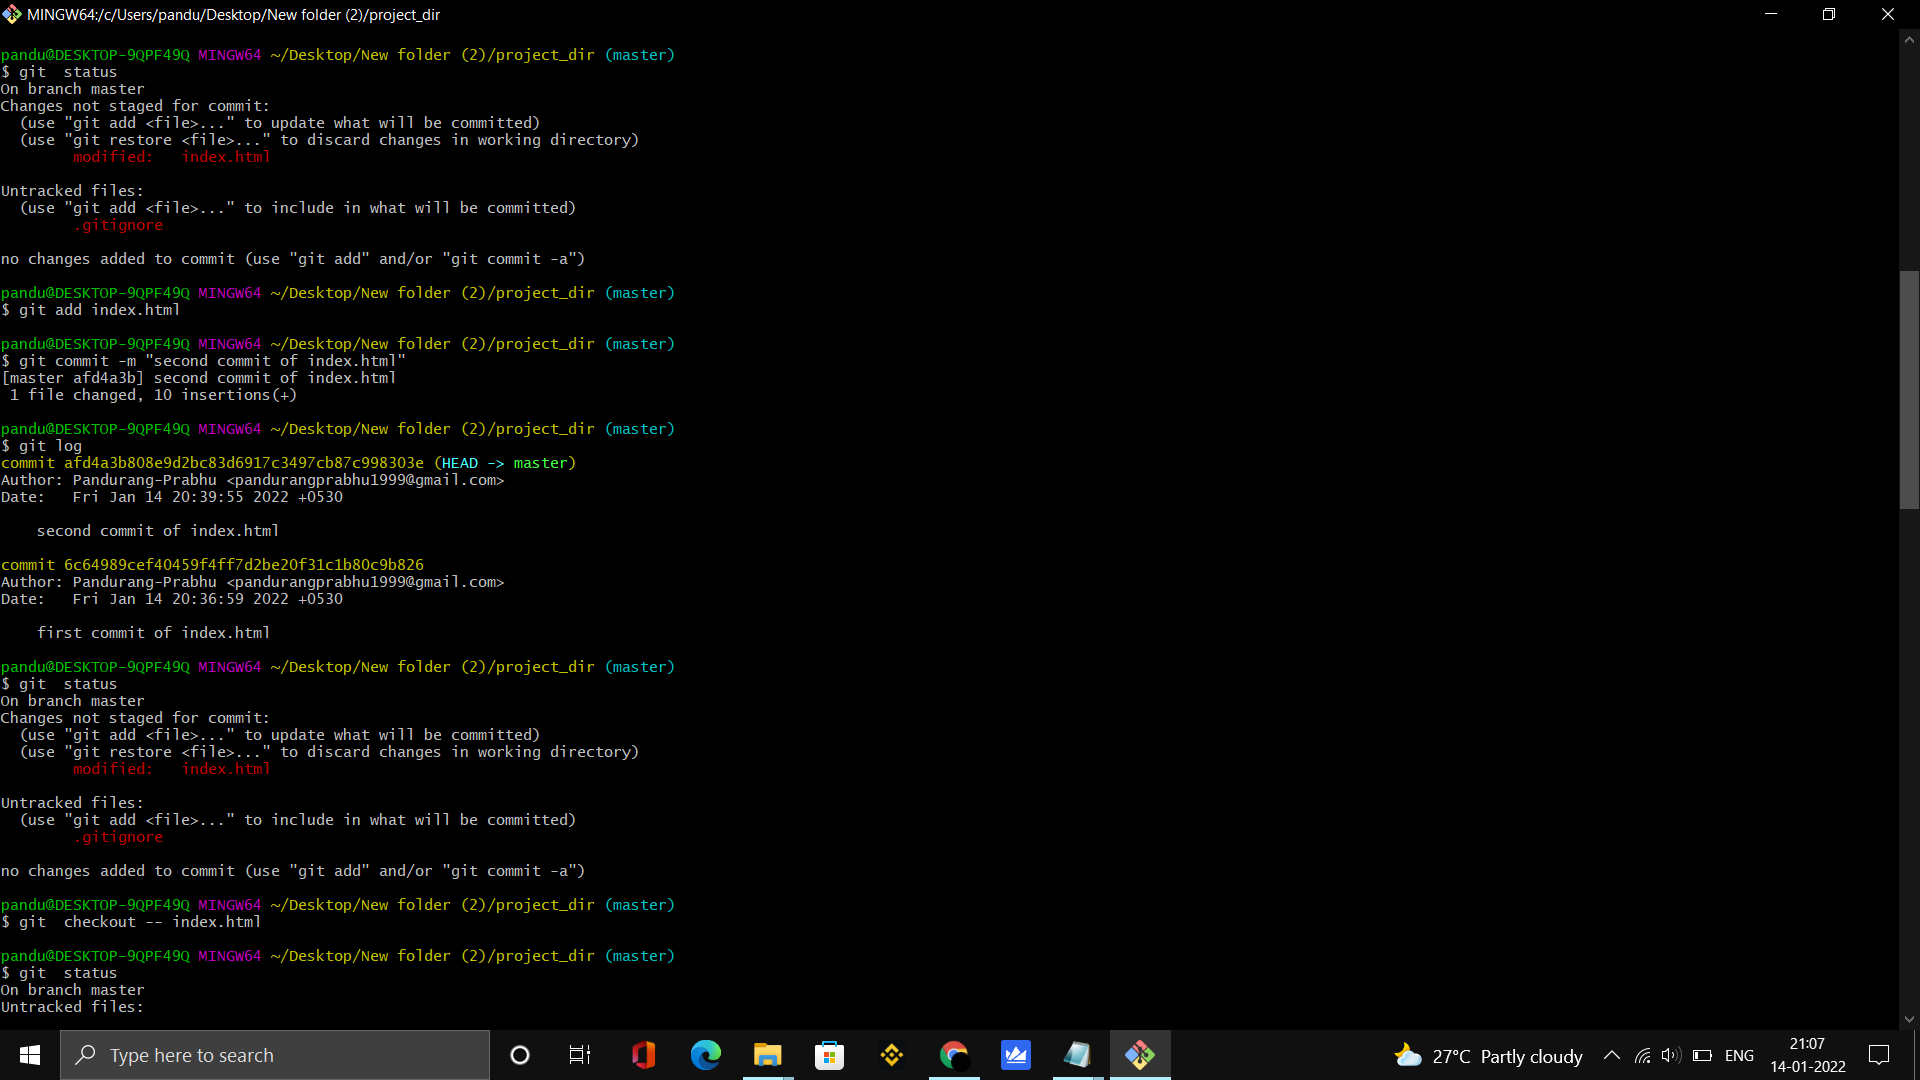 MINGW64:/c/Users/pandu/Desktop/New folder (2)/project_dir
pandu@DESKTOP-9QPF49Q MINGW64 ~/Desktop/New folder (2)/project_dir (master)
$ git  status
On branch master
Changes not staged for commit:
  (use "git add <file>..." to update what will be committed)
  (use "git restore <file>..." to discard changes in working directory)
        modified:   index.html

Untracked files:
  (use "git add <file>..." to include in what will be committed)
        .gitignore

no changes added to commit (use "git add" and/or "git commit -a")

pandu@DESKTOP-9QPF49Q MINGW64 ~/Desktop/New folder (2)/project_dir (master)
$ git add index.html

pandu@DESKTOP-9QPF49Q MINGW64 ~/Desktop/New folder (2)/project_dir (master)
$ git commit -m "second commit of index.html"
[master afd4a3b] second commit of index.html
 1 file changed, 10 insertions(+)

pandu@DESKTOP-9QPF49Q MINGW64 ~/Desktop/New folder (2)/project_dir (master)
$ git log
commit afd4a3b808e9d2bc83d6917c3497cb87c998303e (HEAD -> master)
Author: Pandurang-Prabhu <pandurangprabhu1999@gmail.com>
Date:   Fri Jan 14 20:39:55 2022 +0530

    second commit of index.html

commit 6c64989cef40459f4ff7d2be20f31c1b80c9b826
Author: Pandurang-Prabhu <pandurangprabhu1999@gmail.com>
Date:   Fri Jan 14 20:36:59 2022 +0530

    first commit of index.html

pandu@DESKTOP-9QPF49Q MINGW64 ~/Desktop/New folder (2)/project_dir (master)
$ git  status
On branch master
Changes not staged for commit:
  (use "git add <file>..." to update what will be committed)
  (use "git restore <file>..." to discard changes in working directory)
        modified:   index.html

Untracked files:
  (use "git add <file>..." to include in what will be committed)
        .gitignore

no changes added to commit (use "git add" and/or "git commit -a")

pandu@DESKTOP-9QPF49Q MINGW64 ~/Desktop/New folder (2)/project_dir (master)
$ git  checkout -- index.html

pandu@DESKTOP-9QPF49Q MINGW64 ~/Desktop/New folder (2)/project_dir (master)
$ git  status
On branch master
Untracked files:
Type here to search
27°C Partly cloudy
ENG
21:07
14-01-2022